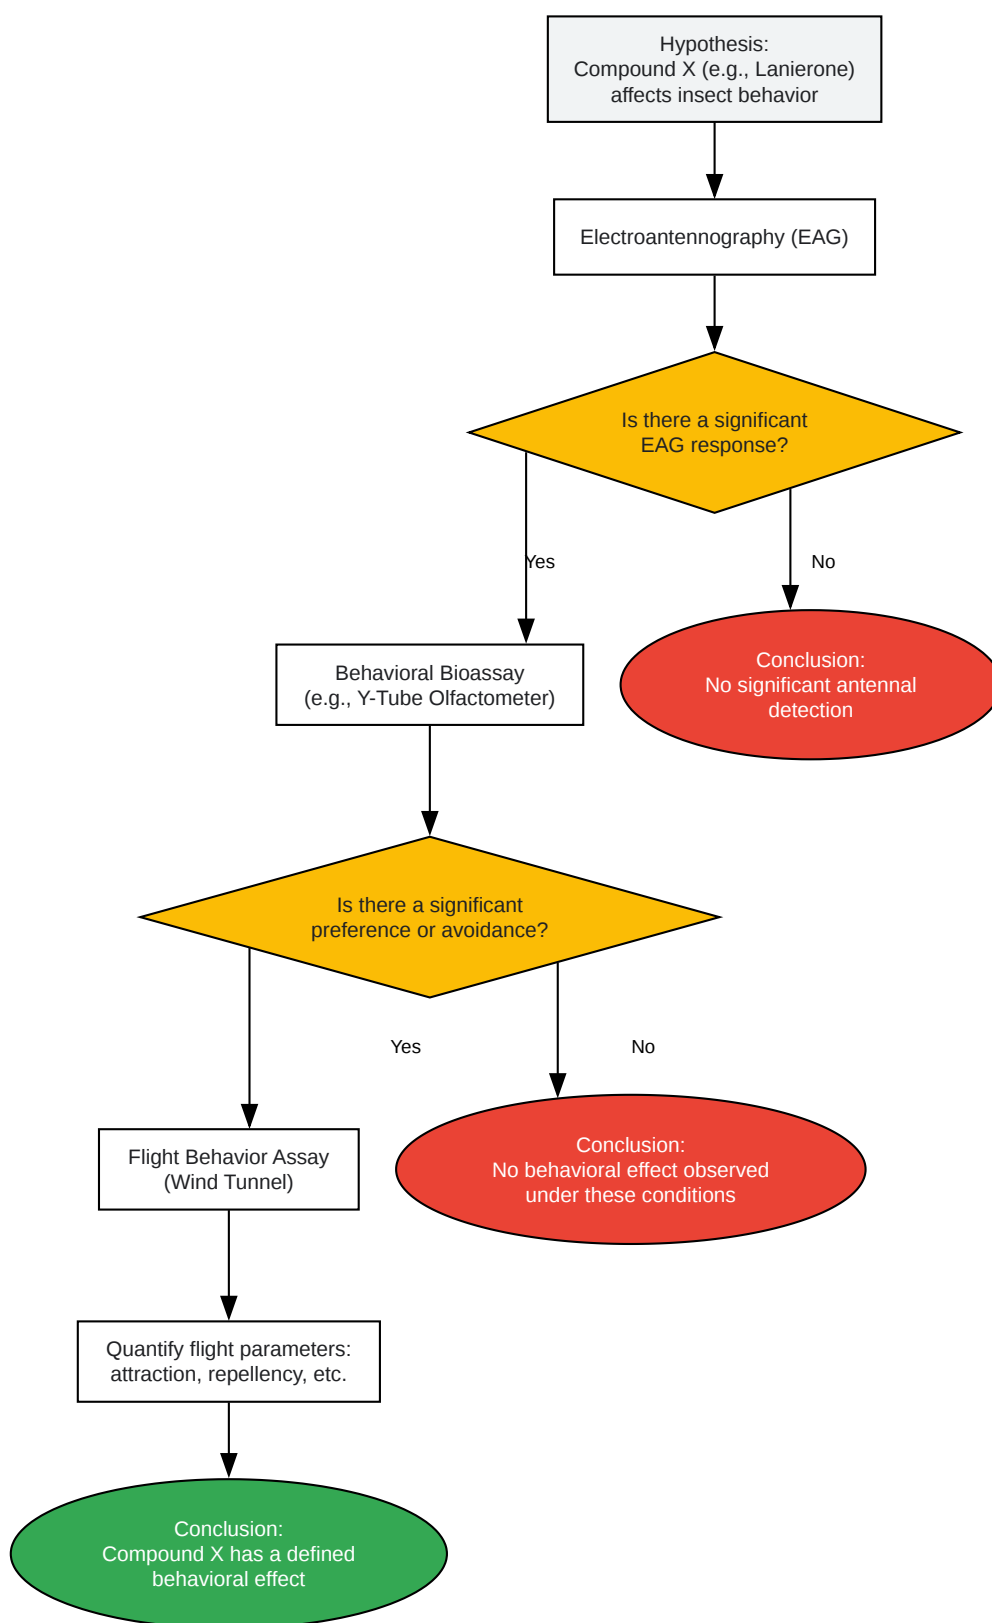 Hypothesis:
Compound X (e.g., Lanierone)
affects insect behavior
Electroantennography (EAG)
Is there a significant
EAG response?
Yes
No
Behavioral Bioassay
(e.g., Y-Tube Olfactometer)
Conclusion:
No significant antennal
detection
Is there a significant
preference or avoidance?
Yes
No
Flight Behavior Assay
(Wind Tunnel)
Conclusion:
No behavioral effect observed
under these conditions
Quantify flight parameters:
attraction, repellency, etc.
Conclusion:
Compound X has a defined
behavioral effect